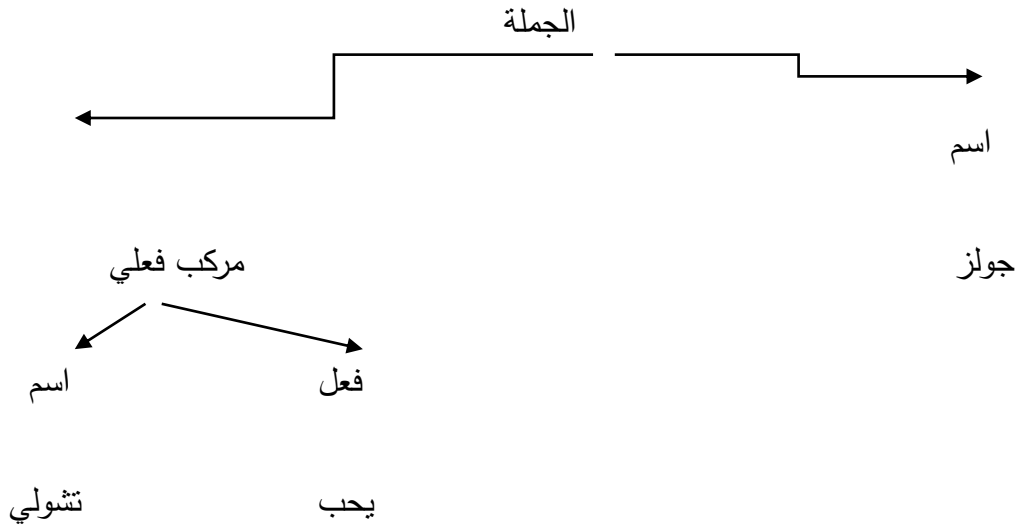 الجملة
اسم
مركب فعلي
جولز
اسم
فعل
تشولي
يحب